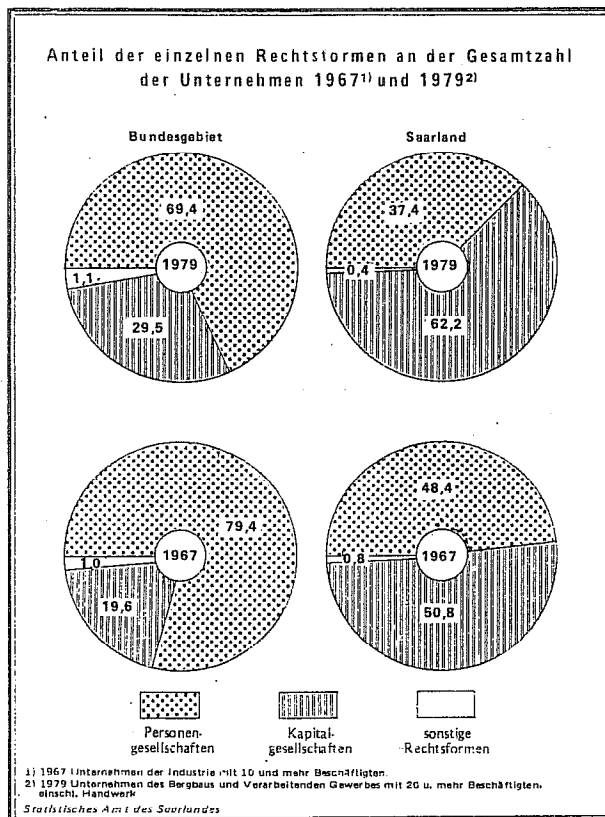 Anteil der einzelnen Rechtsformen an der Gesamtzahl
der Unternehmen 1967¹⁾ und 1979²⁾
Bundesgebiet
Saarland
69,4
1979
1,1
29,5
37,4
0,4
1979
62,2
79,4
1967
1,0
19,6
48,4
0,8
1967
50,8
Personen-
gesellschaften
Kapital-
gesellschaften
sonstige
Rechtsformen
1) 1967 Unternehmen der Industrie mit 10 und mehr Beschäftigten.
2) 1979 Unternehmen des Bergbaus und Verarbeitenden Gewerbes mit 20 u. mehr Beschäftigten,
einschl. Handwerk
Statistisches Amt des Saarlandes